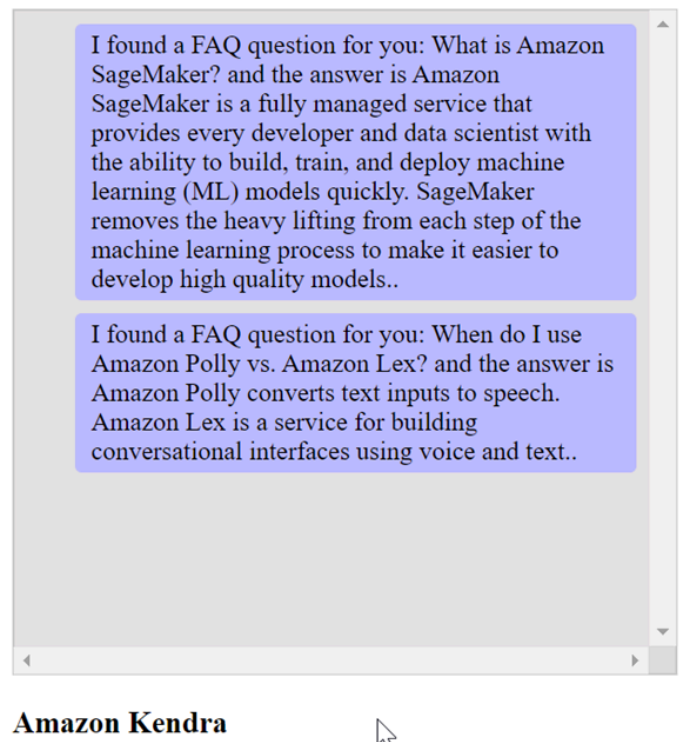 I found a FAQ question for you: What is Amazon
SageMaker? and the answer is Amazon
SageMaker is a fully managed service that
provides every developer and data scientist with
the ability to build, train, and deploy machine
learning (ML) models quickly. SageMaker
removes the heavy lifting from each step of the
machine learning process to make it easier to
develop high quality models..
I found a FAQ question for you: When do I use
Amazon Polly vs. Amazon Lex? and the answer is
Amazon Polly converts text inputs to speech.
Amazon Lex is a service for building
conversational interfaces using voice and text..
Amazon Kendra